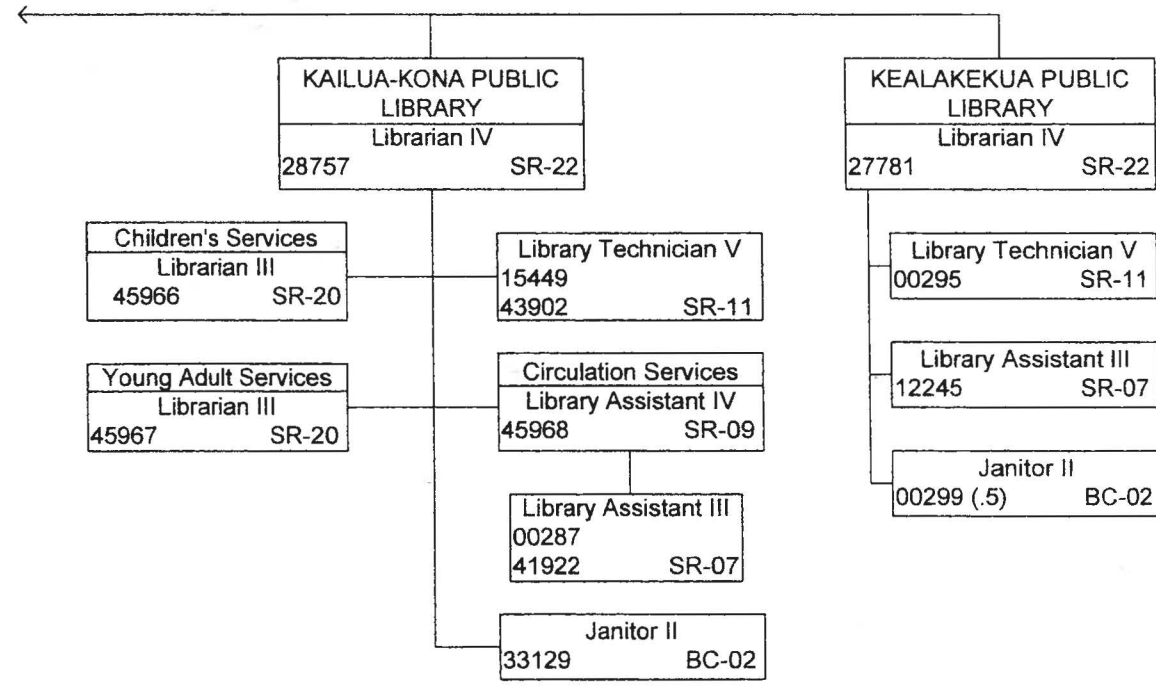 KAILUA-KONA PUBLIC
LIBRARY
Librarian IV
28757 SR-22
Children's Services
Librarian III
45966 SR-20
Library Technician V
15449
43902 SR-11
Young Adult Services
Librarian III
45967 SR-20
Circulation Services
Library Assistant IV
45968 SR-09
Library Assistant III
00287
41922 SR-07
Janitor II
33129 BC-02
KEALAKEKUA PUBLIC
LIBRARY
Librarian IV
27781 SR-22
Library Technician V
00295 SR-11
Library Assistant III
12245 SR-07
Janitor II
00299 (.5) BC-02